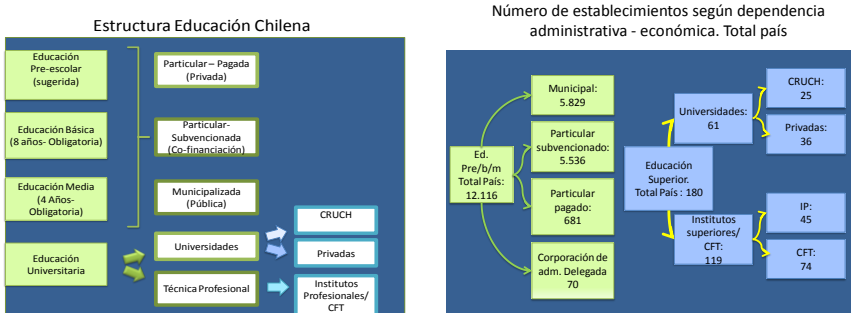 Estructura Educación Chilena
Educación
Pre-escolar
(sugerida)
Particular – Pagada
(Privada)
Educación Básica
(8 años- Obligatoria)
Particular-
Subvencionada
(Co-financiación)
Educación Media
(4 Años-
Obligatoria)
Municipalizada
(Pública)
Educación
Universitaria
Universidades
CRUCH
Privadas
Técnica Profesional
Institutos
Profesionales/
CFT
Número de establecimientos según dependencia
administrativa - económica. Total país
Ed.
Pre/b/m
Total País:
12.116
Municipal:
5.829
Particular
subvencionado:
5.536
Particular
pagado:
681
Corporación de
adm. Delegada
70
Educación
Superior.
Total País : 180
Universidades:
61
CRUCH:
25
Privadas:
36
Institutos
superiores/
CFT:
119
IP:
45
CFT:
74